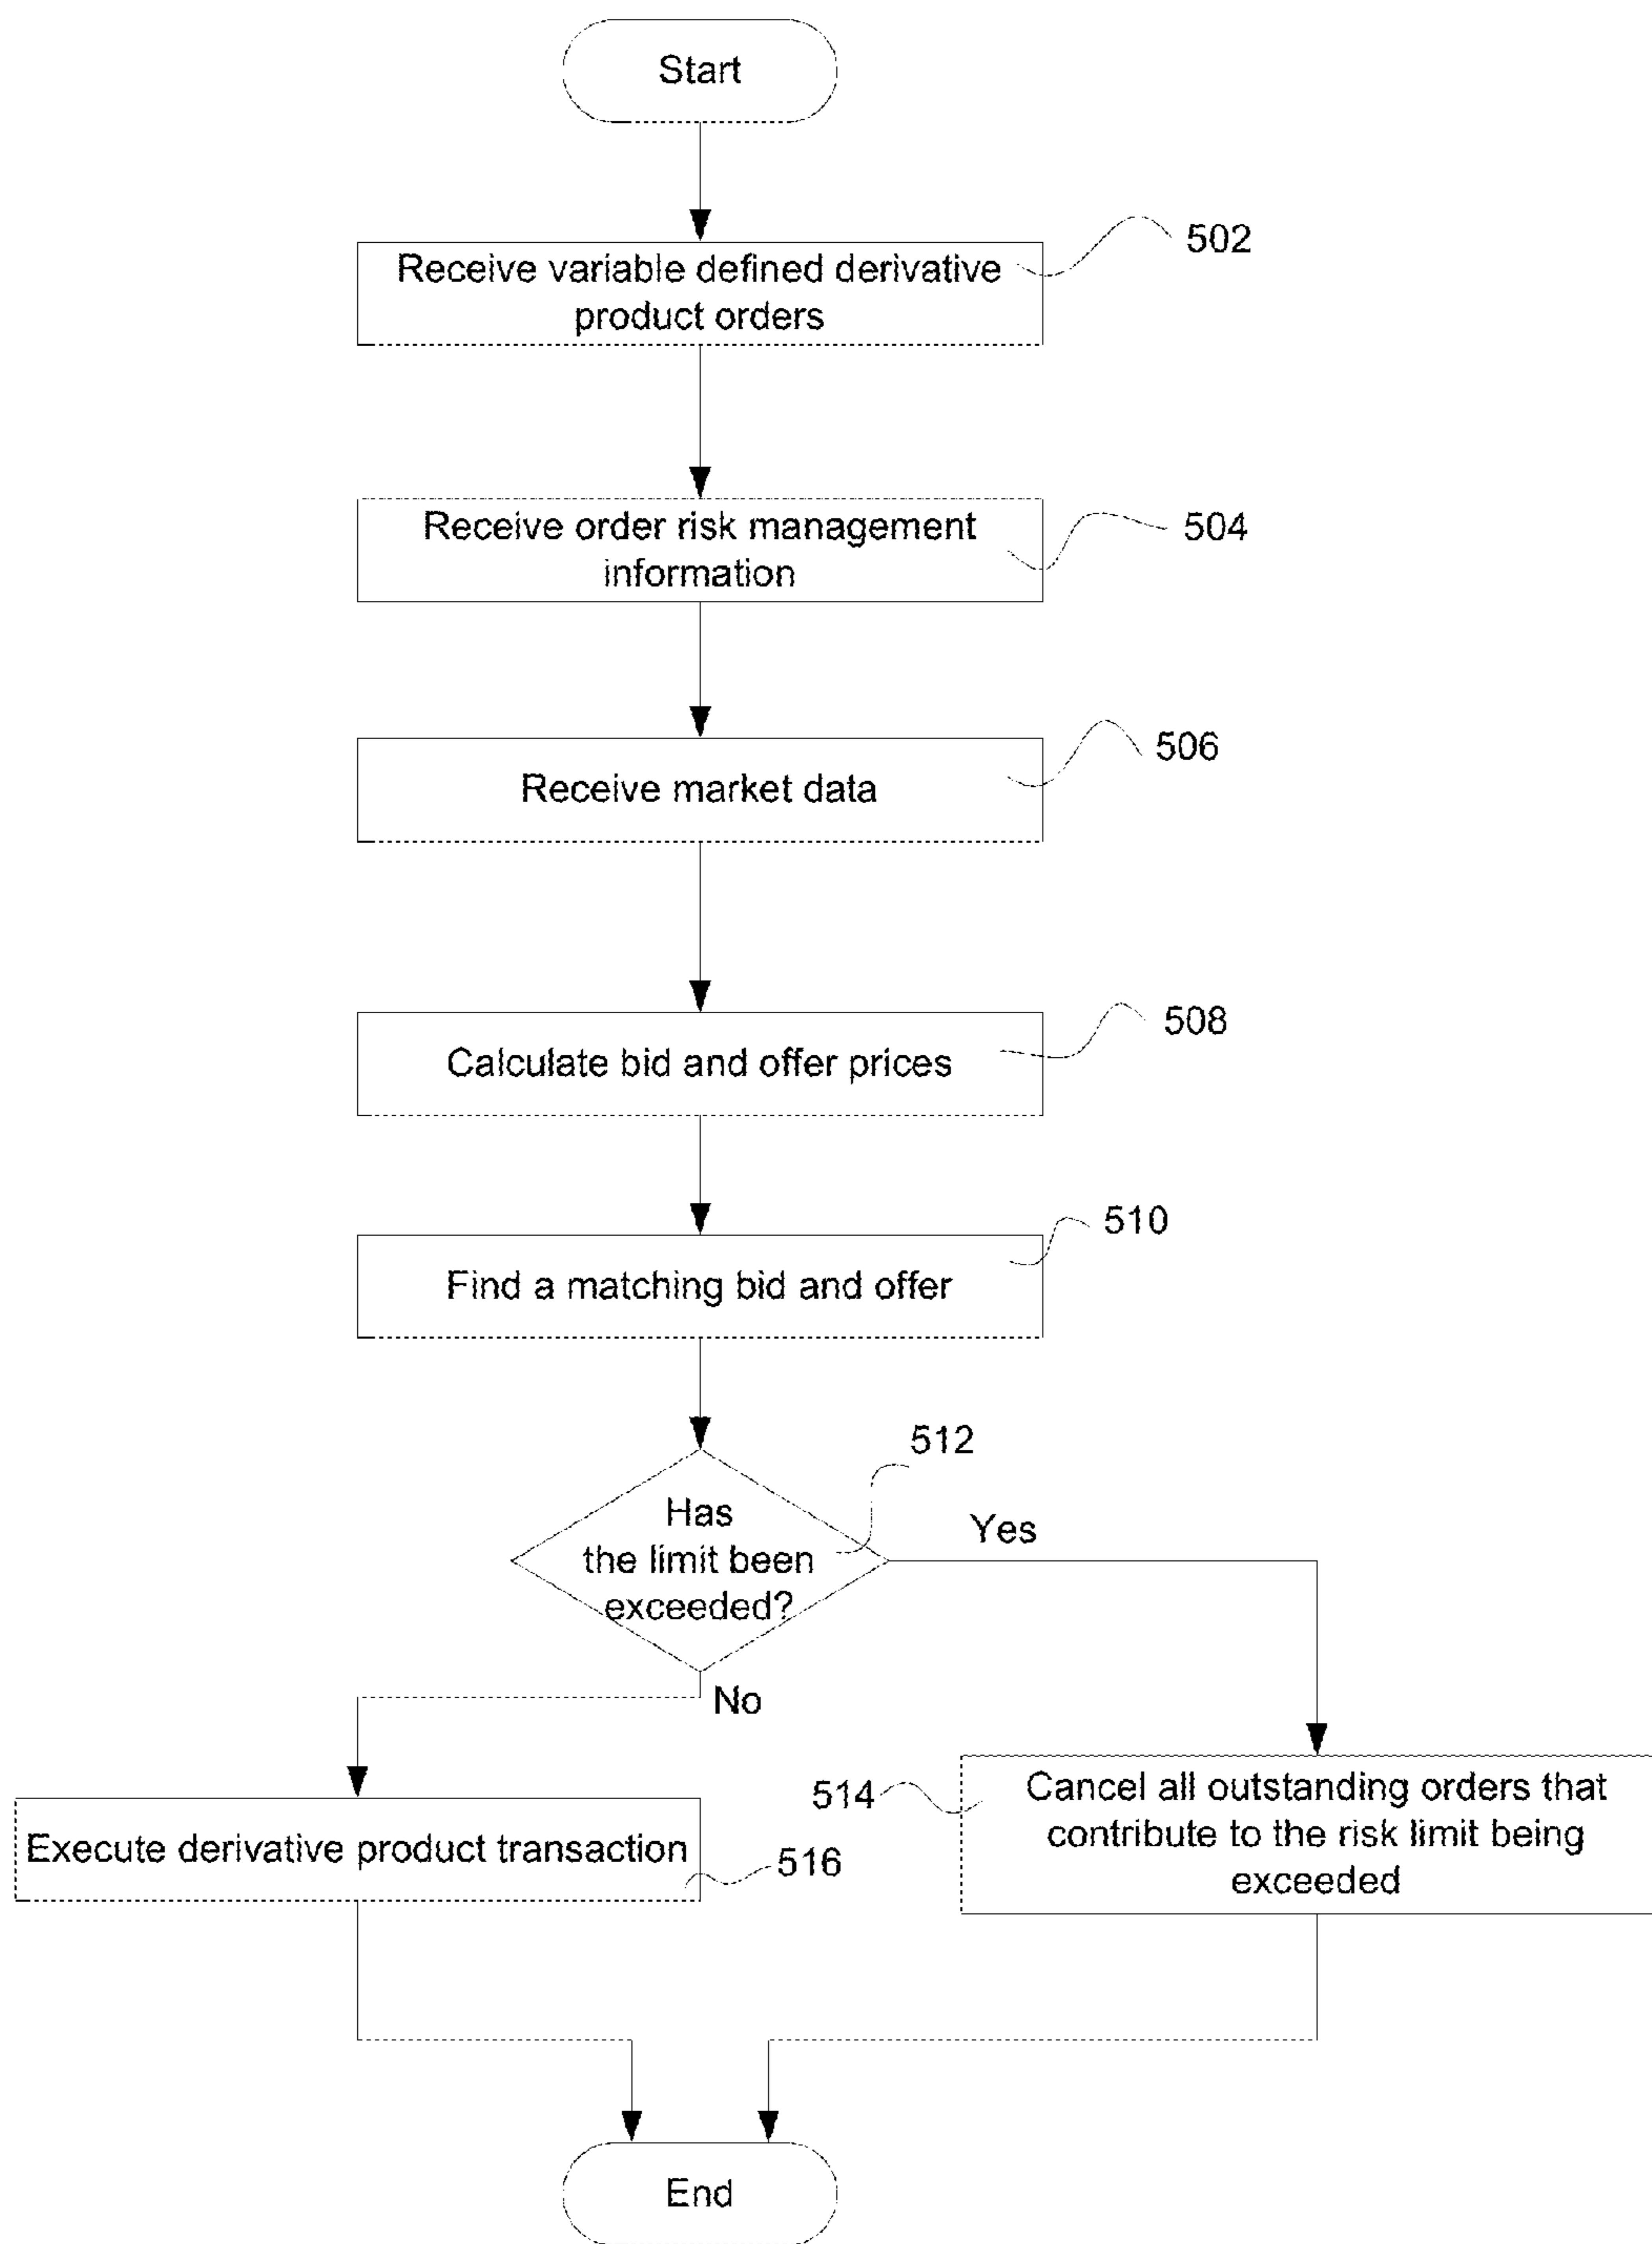 Start
502
Receive variable defined derivative
product orders
504
Receive order risk management
information
506
Receive market data
508
Calculate bid and offer prices
510
Find a matching bid and offer
512
Has
the limit been
exceeded?
Yes
No
514
Cancel all outstanding orders that
contribute to the risk limit being
exceeded
Execute derivative product transaction
516
End